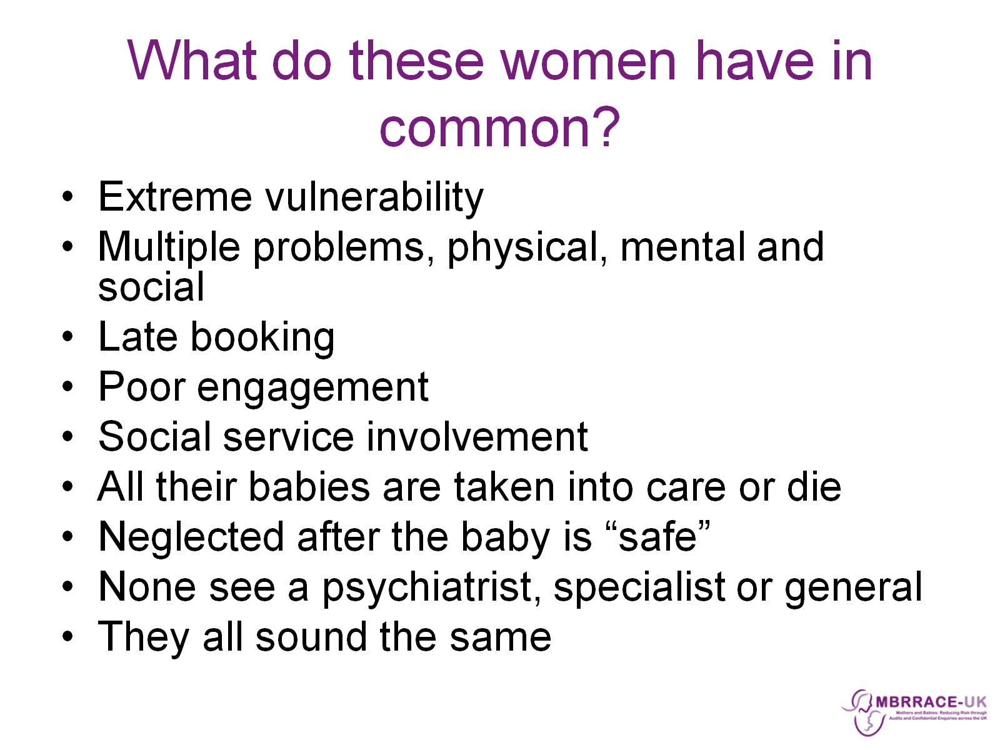 What do these women have in
common?
• Extreme vulnerability
• Multiple problems, physical, mental and
social
• Late booking
• Poor engagement
• Social service involvement
• All their babies are taken into care or die
• Neglected after the baby is “safe”
• None see a psychiatrist, specialist or general
• They all sound the same
MBRRACE-UK
Mothers and Babies: Reducing Risk through
Audits and Confidential Enquiries across the UK